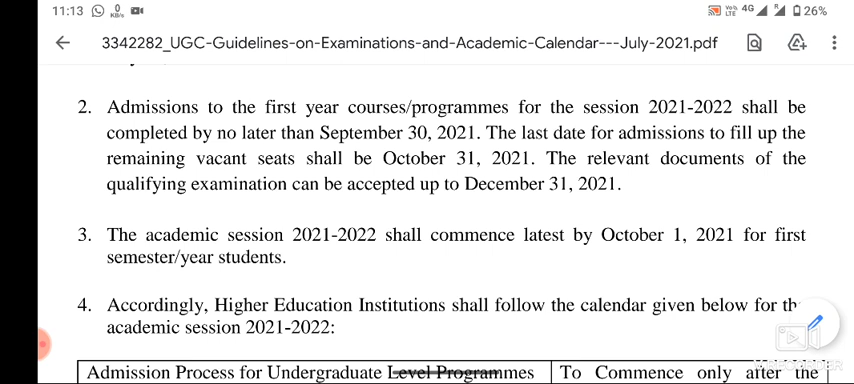 11:13 0 KB/s Vo) LTE 4G R 26%
3342282_UGC-Guidelines-on-Examinations-and-Academic-Calendar---July-2021.pdf
2. Admissions to the first year courses/programmes for the session 2021-2022 shall be
completed by no later than September 30, 2021. The last date for admissions to fill up the
remaining vacant seats shall be October 31, 2021. The relevant documents of the
qualifying examination can be accepted up to December 31, 2021.
3. The academic session 2021-2022 shall commence latest by October 1, 2021 for first
semester/year students.
4. Accordingly, Higher Education Institutions shall follow the calendar given below for
academic session 2021-2022:
Admission Process for Undergraduate Level Programmes To Commence only after the